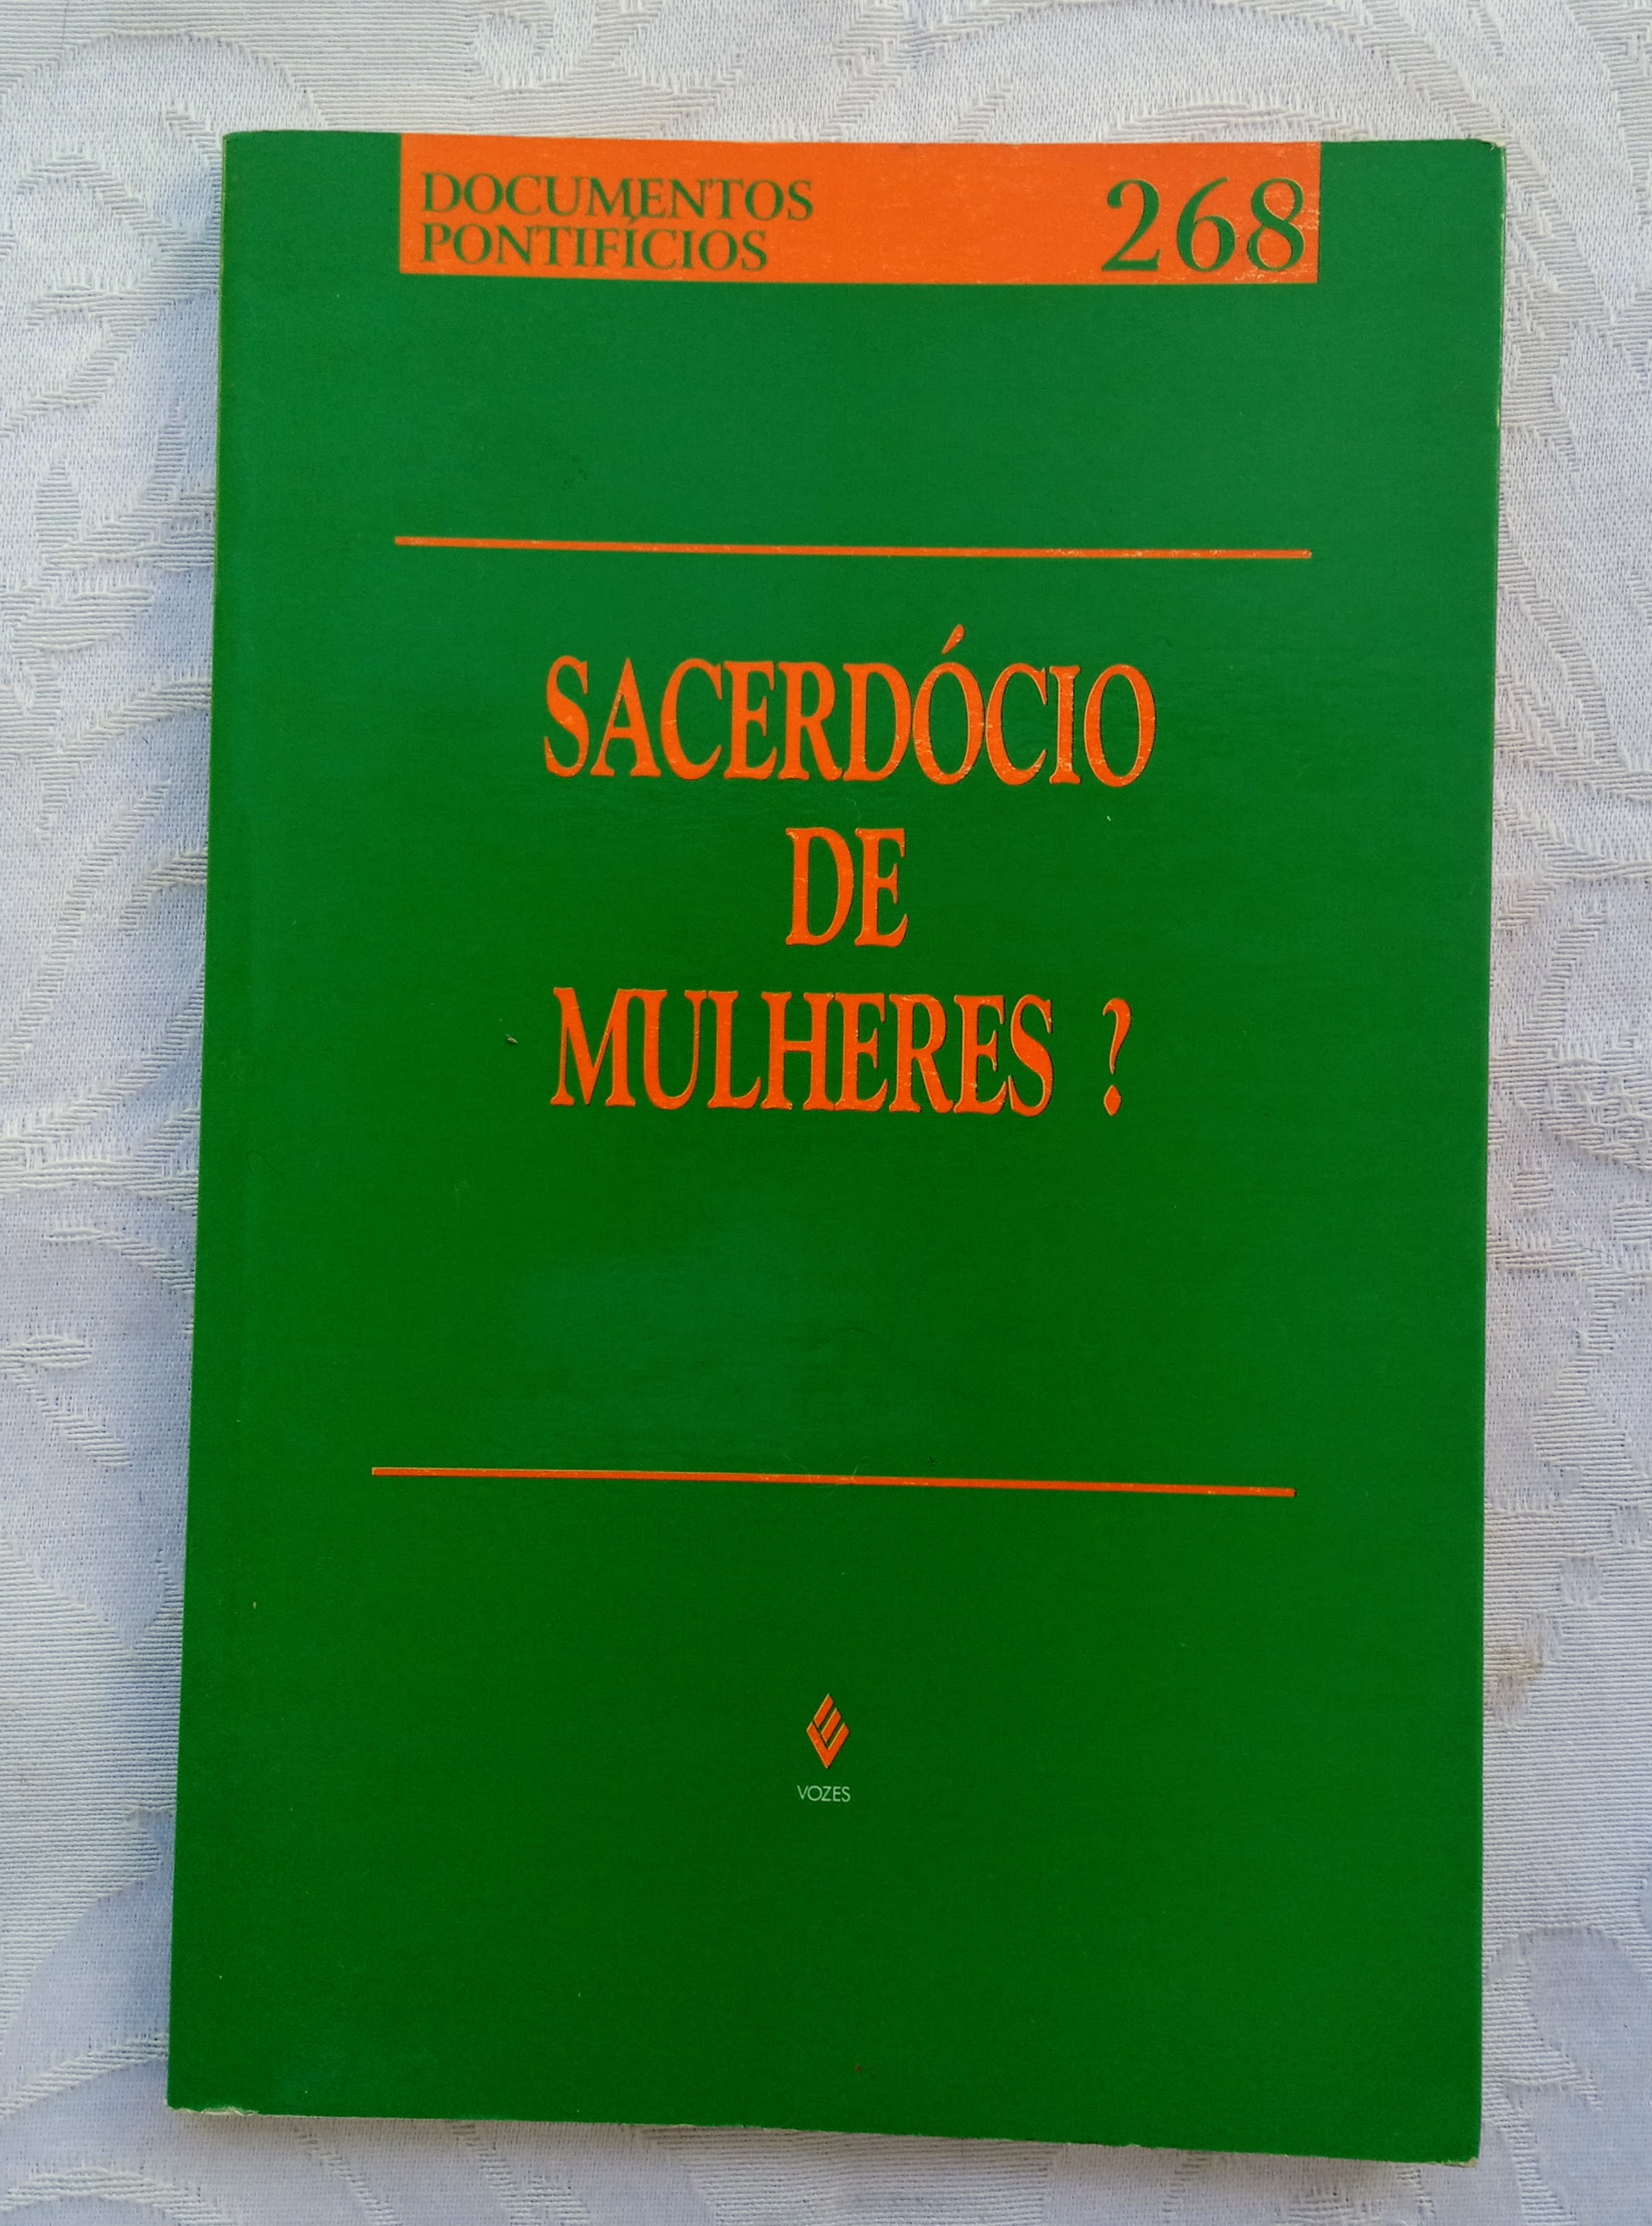 DOCUMENTOS
PONTIFÍCIOS
268
SACERDÓCIO
DE
MULHERES ?
VOZES